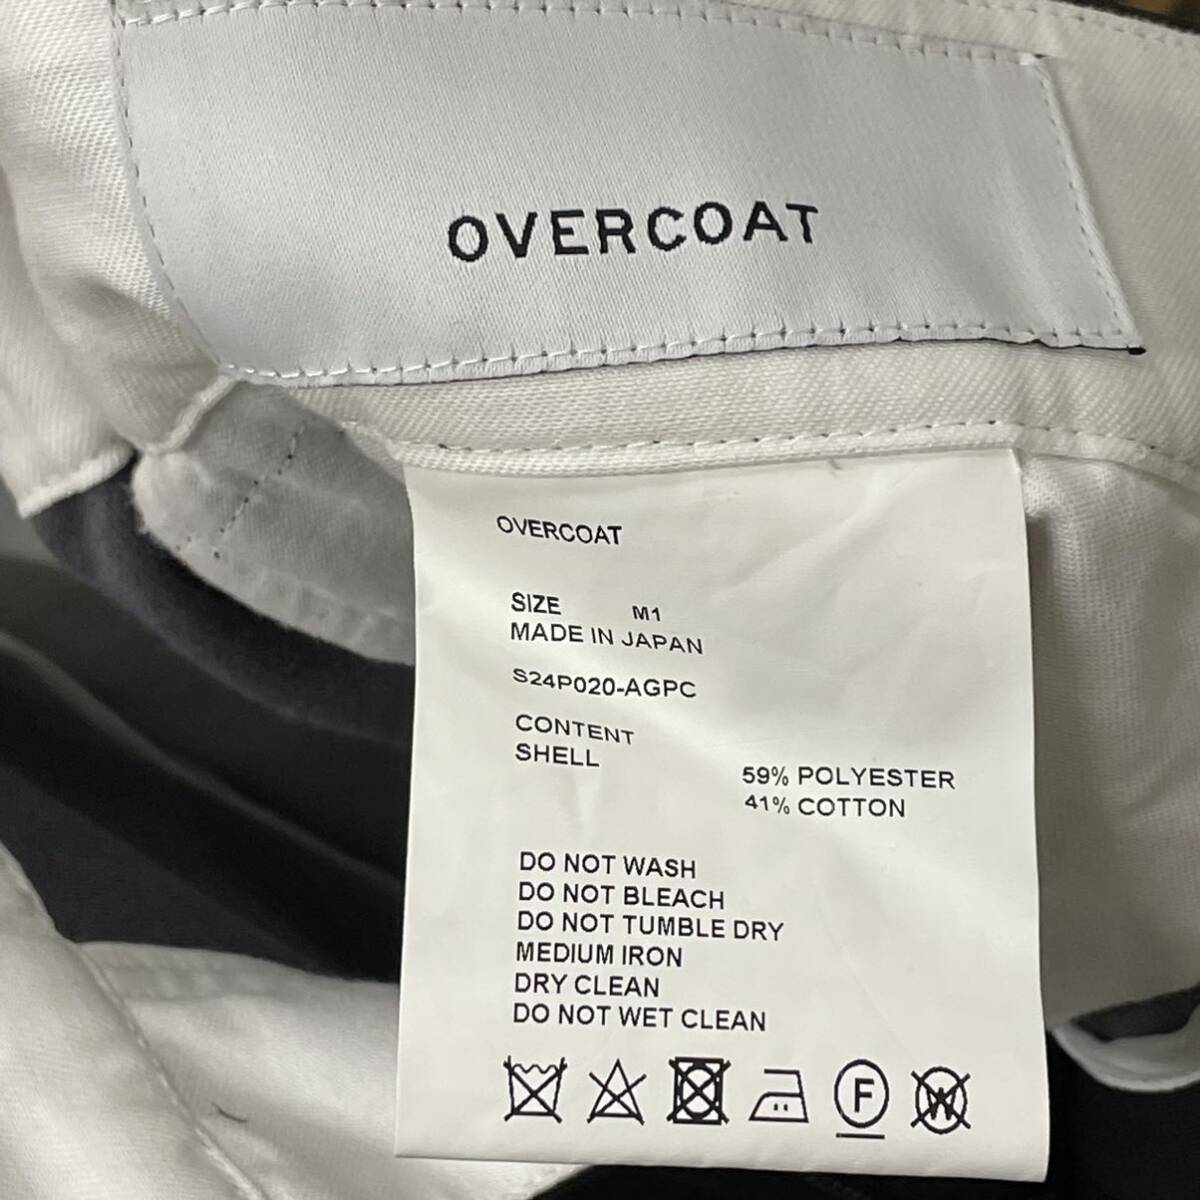 OVERCOAT
OVERCOAT
SIZE M1
MADE IN JAPAN
S24P020-AGPC
CONTENT
SHELL
59% POLYESTER
41% COTTON
DO NOT WASH
DO NOT BLEACH
DO NOT TUMBLE DRY
MEDIUM IRON
DRY CLEAN
DO NOT WET CLEAN
F W